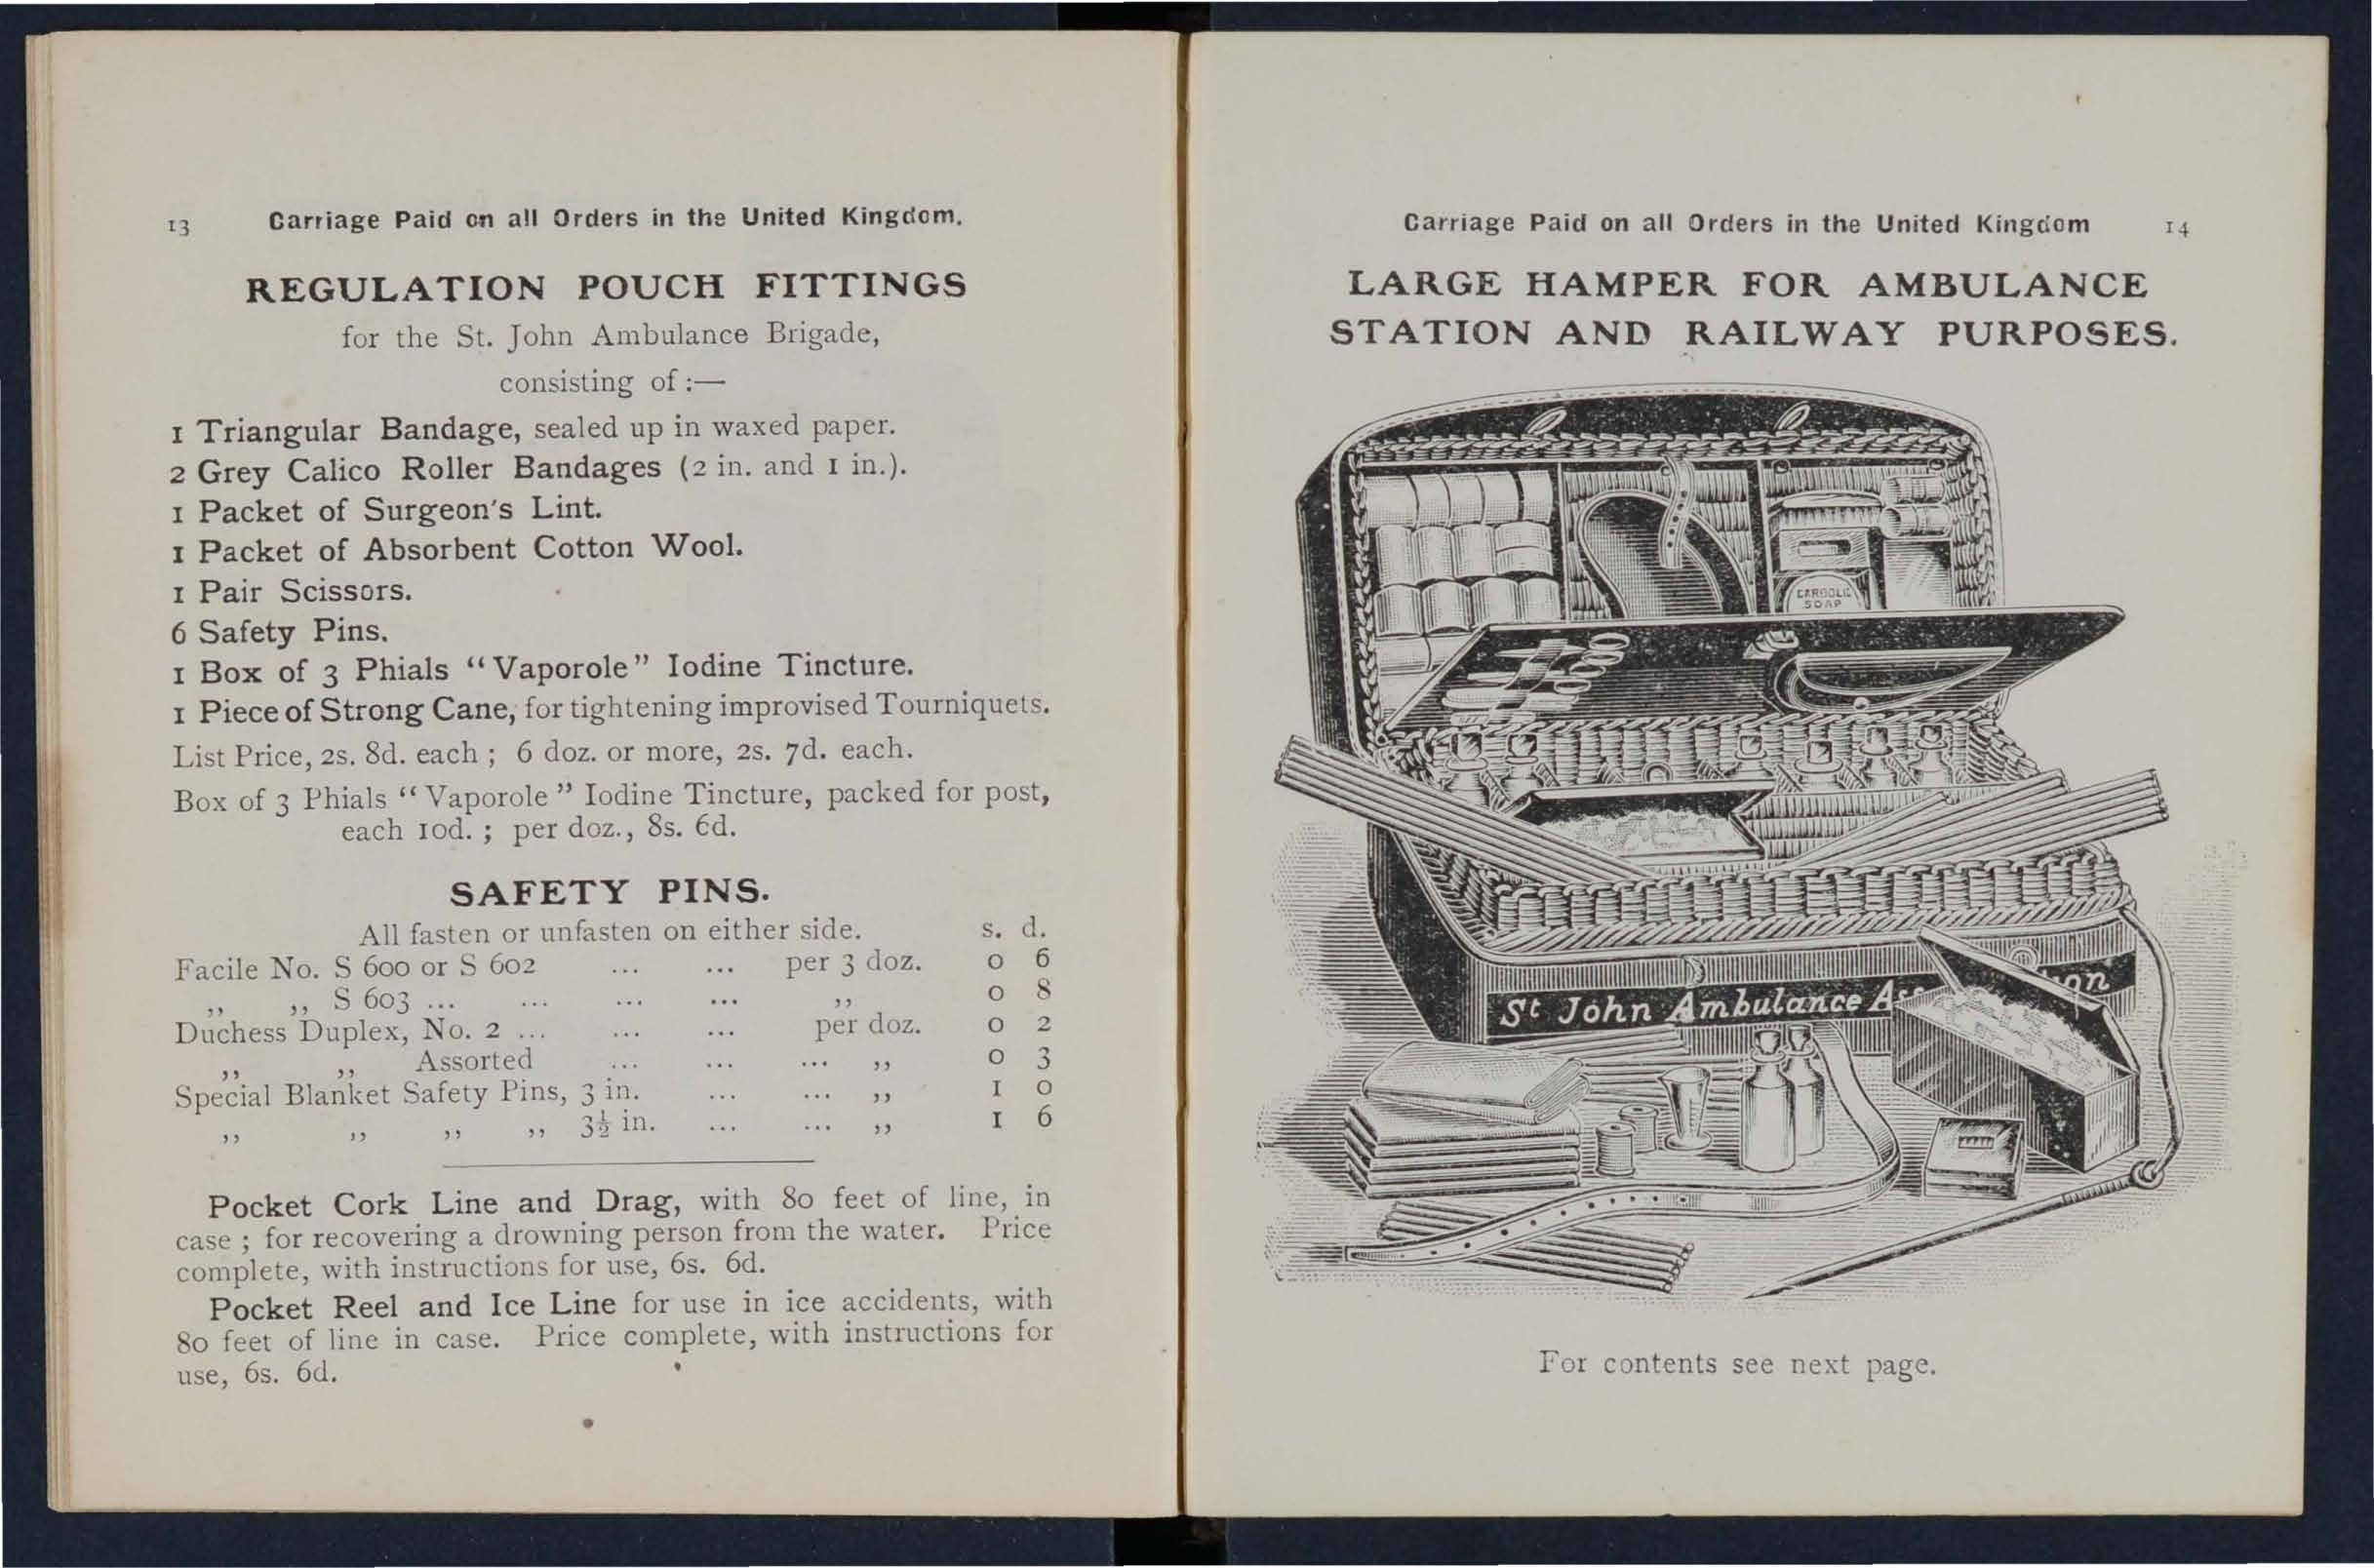 13 Carriage Paid on all Orders in the United Kingdom.
REGULATION POUCH FITTINGS
for the St. John Ambulance Brigade,
consisting of :—
1 Triangular Bandage, sealed up in waxed paper.
2 Grey Calico Roller Bandages (2 in. and 1 in.).
1 Packet of Surgeon's Lint.
1 Packet of Absorbent Cotton Wool.
1 Pair Scissors.
6 Safety Pins.
1 Box of 3 Phials “Vaporole” Iodine Tincture.
1 Piece of Strong Cane, for tightening improvised Tourniquets.
List Price, 2s. 8d. each ; 6 doz. or more, 2s. 7d. each.
Box of 3 Phials “Vaporole” Iodine Tincture, packed for post,
each 10d. ; per doz., 8s. 6d.
SAFETY PINS.
All fasten or unfasten on either side. s. d.
Facile No. S 600 or S 602 ... ... per 3 doz. 0 6
,, ,, S 603 ... ... ... ... ,, 0 8
Duchess Duplex, No. 2 ... ... ... per doz. 0 2
,, ,, Assorted ... ... ... ,, 0 3
Special Blanket Safety Pins, 3 in. ... ... ,, 1 0
,, ,, ,, ,, 3½ in. ... ... ,, 1 6
Pocket Cork Line and Drag, with 80 feet of line, in
case ; for recovering a drowning person from the water. Price
complete, with instructions for use, 6s. 6d.
Pocket Reel and Ice Line for use in ice accidents, with
80 feet of line in case. Price complete, with instructions for
use, 6s. 6d.
Carriage Paid on all Orders in the United Kingdom 14
LARGE HAMPER FOR AMBULANCE
STATION AND RAILWAY PURPOSES.
CARBOLIC
SOAP
St John Ambulance Ass on
For contents see next page.